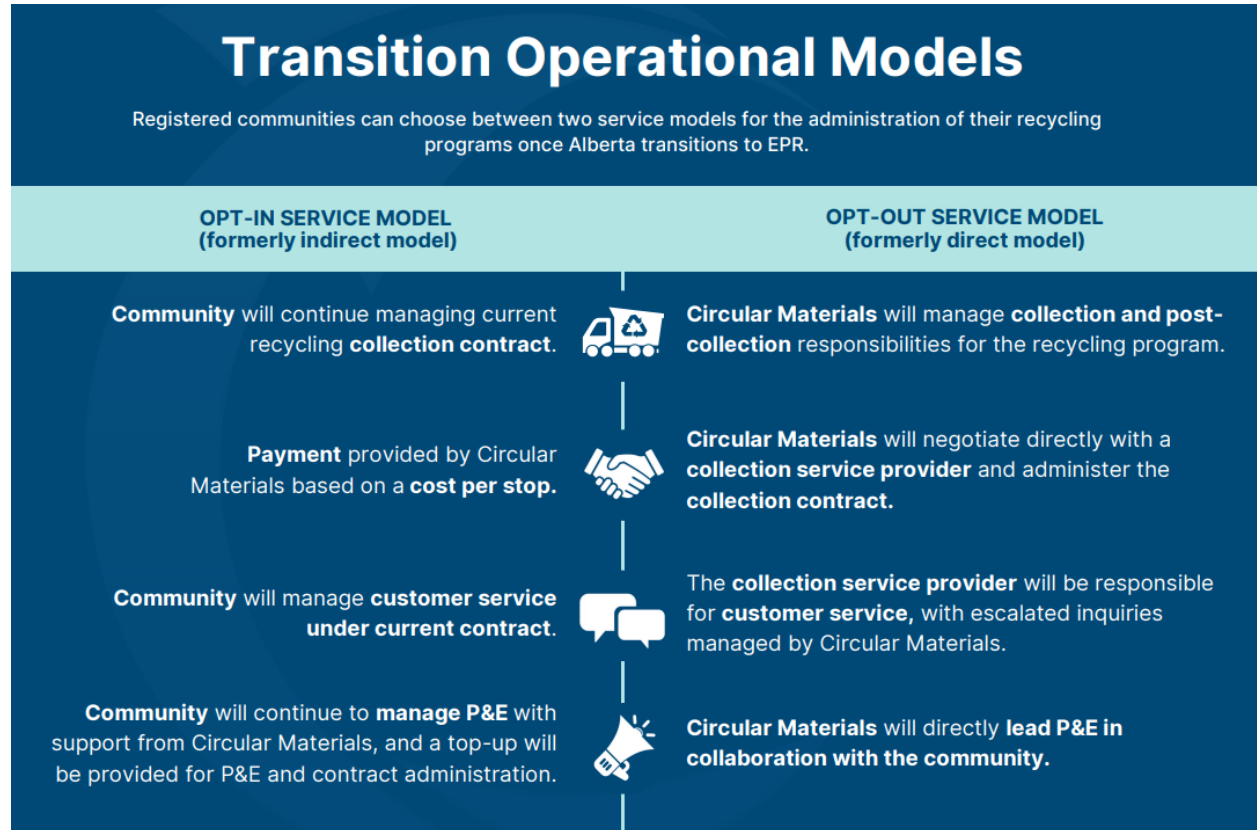 Transition Operational Models
Registered communities can choose between two service models for the administration of their recycling
programs once Alberta transitions to EPR.
OPT-IN SERVICE MODEL
(formerly indirect model)
OPT-OUT SERVICE MODEL
(formerly direct model)
Community will continue managing current
recycling collection contract.
Circular Materials will manage collection and post-
collection responsibilities for the recycling program.
Payment provided by Circular
Materials based on a cost per stop.
Circular Materials will negotiate directly with a
collection service provider and administer the
collection contract.
Community will manage customer service
under current contract.
The collection service provider will be responsible
for customer service, with escalated inquiries
managed by Circular Materials.
Community will continue to manage P&E with
support from Circular Materials, and a top-up will
be provided for P&E and contract administration.
Circular Materials will directly lead P&E in
collaboration with the community.